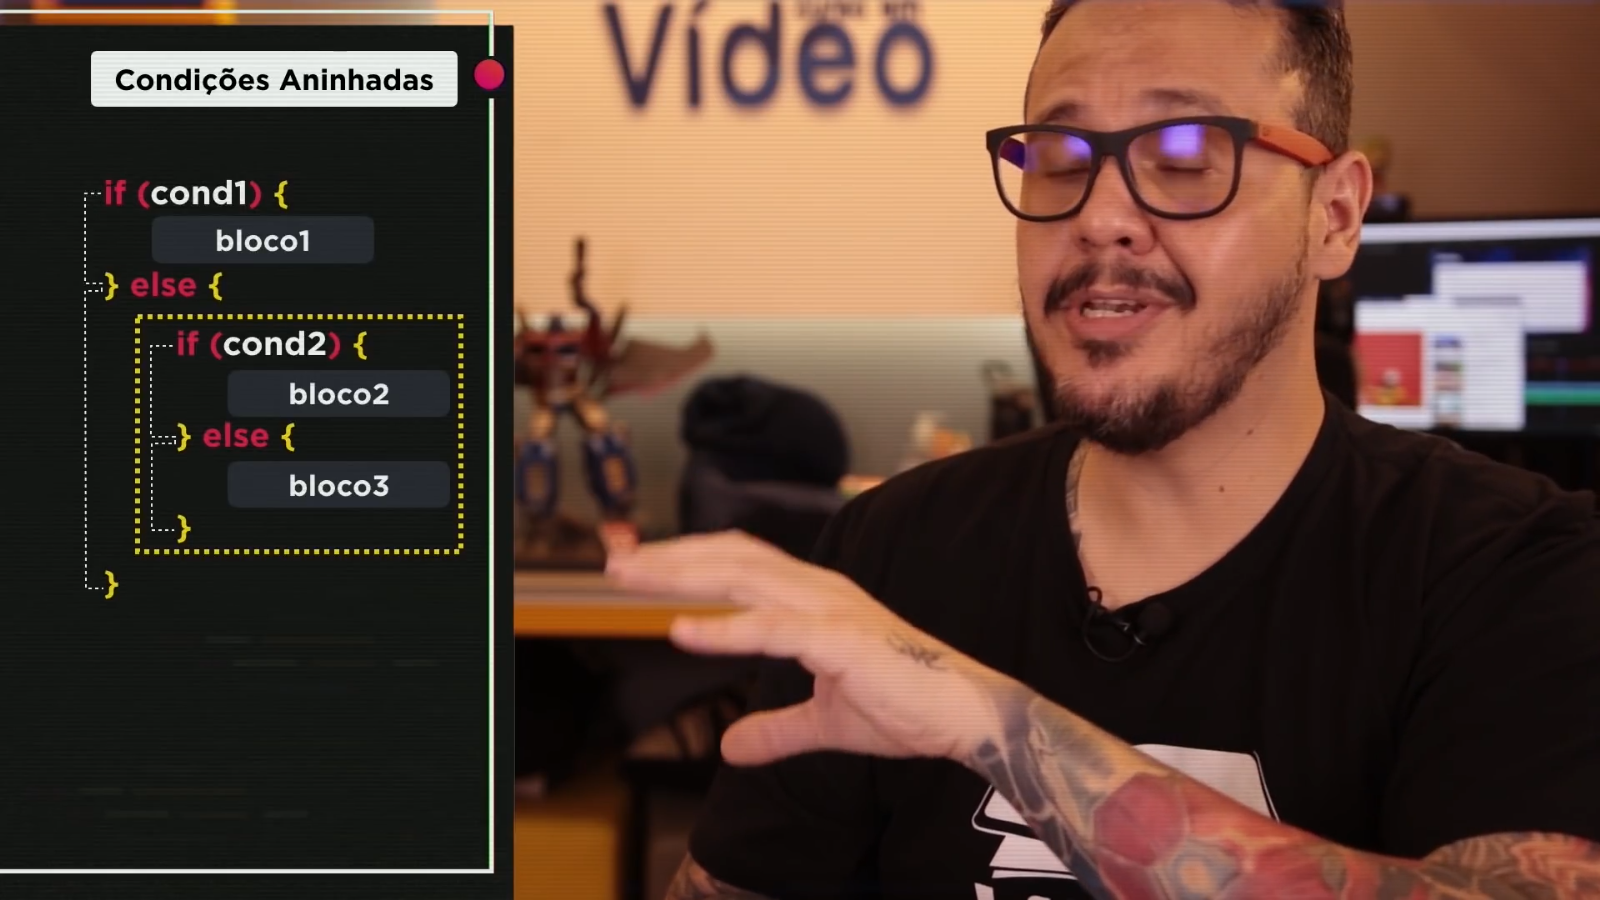 Condições Aninhadas
if (cond1) {
bloco1
} else {
if (cond2) {
bloco2
} else {
bloco3
}
}
Vídeo